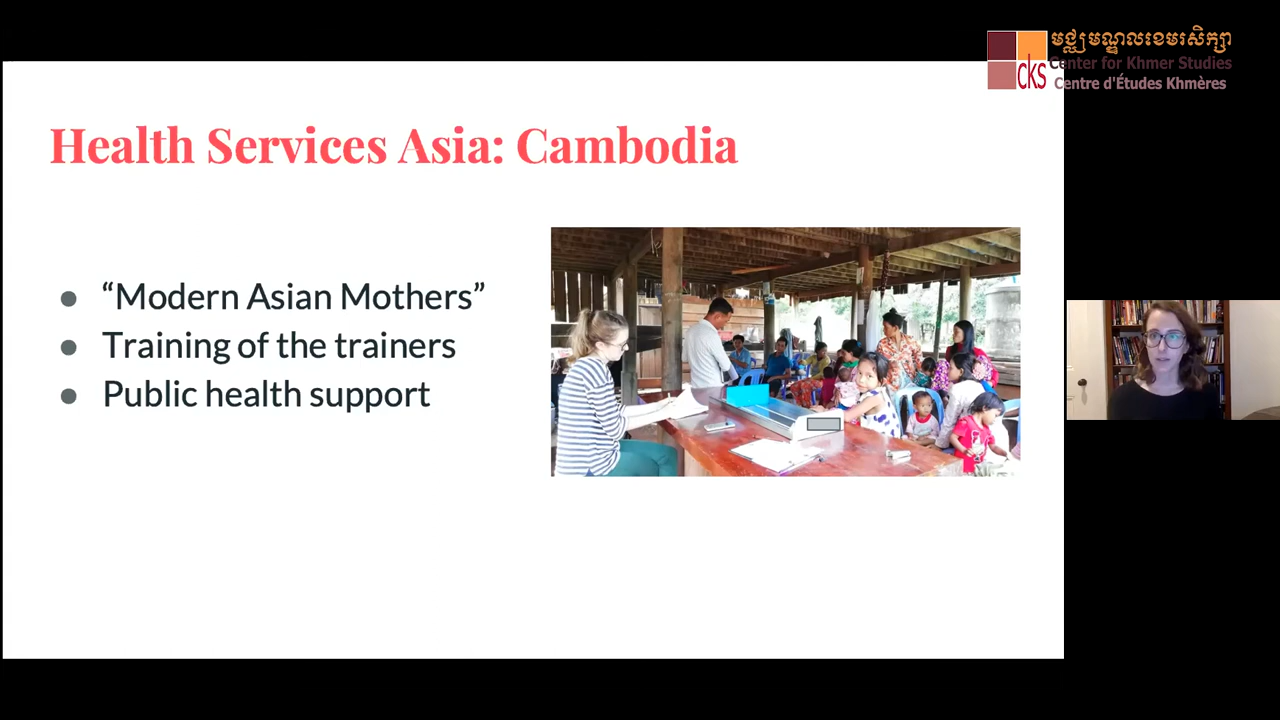 មជ្ឈមណ្ឌលខេមរសិក្សា
cks
Center for Khmer Studies
Centre d'Études Khmères
Health Services Asia: Cambodia
● “Modern Asian Mothers”
● Training of the trainers
● Public health support